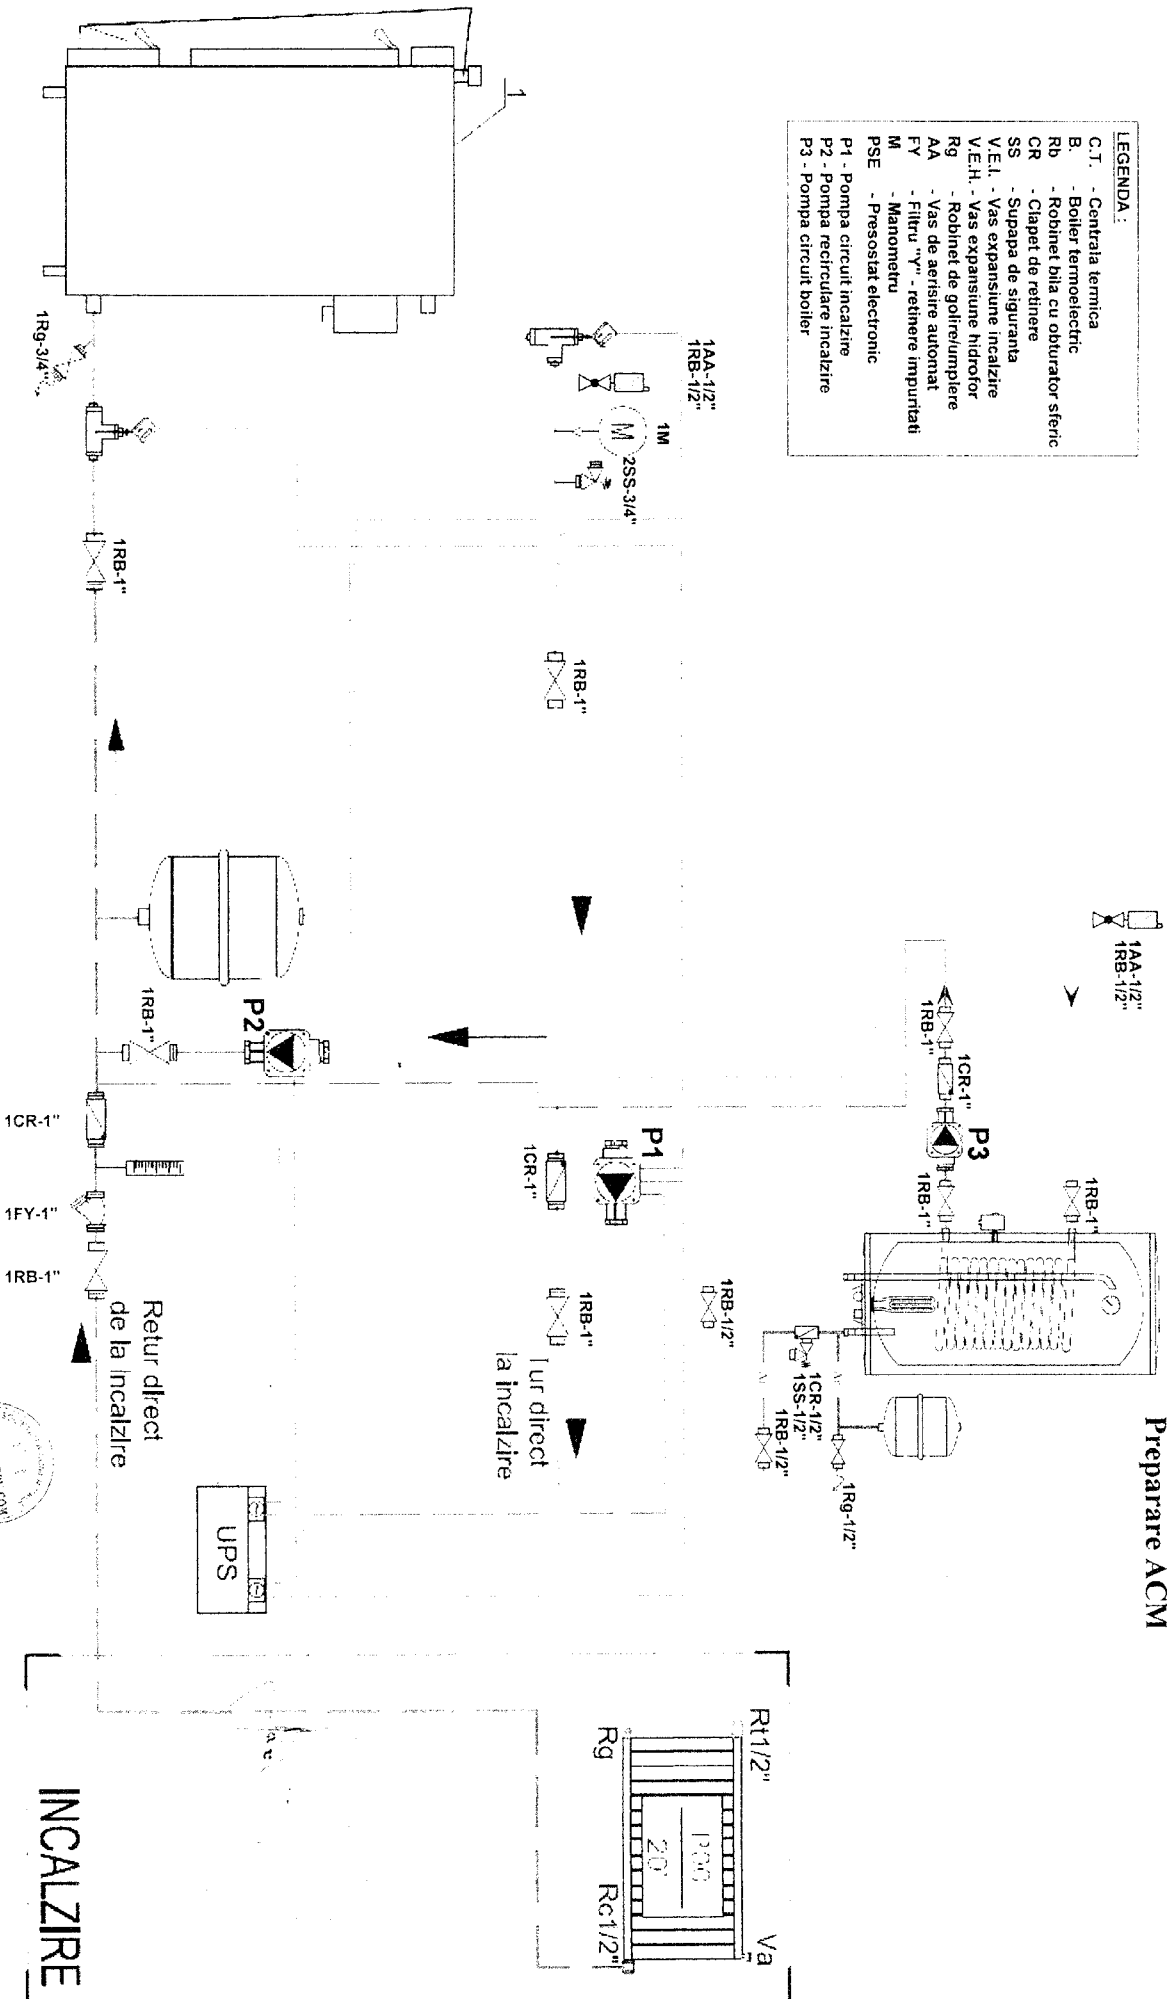 LEGENDA :
C.T. - Centrala termica
B. - Boiler termoelectric
Rb - Robinet bila cu obturator sferic
CR - Clapet de retinere
SS - Supapa de siguranta
V.E.I. - Vas expansiune incalzire
V.E.H. - Vas expansiune hidrofor
Rg - Robinet de golire/umplere
AA - Vas de aerisire automat
FY - Filtru "Y" - retinere impuritati
M - Manometru
PSE - Presostat electronic
P1 - Pompa circuit incalzire
P2 - Pompa recirculare incalzire
P3 - Pompa circuit boiler
Preparare ACM
1AA-1/2"
1RB-1/2"
1RB-1"
1CR-1"
P3
1RB-1"
1RB-1"
1CR-1/2"
1SS-1/2"
1RB-1/2"
1Rg-1/2"
1RB-1/2"
1
1AA-1/2"
1RB-1/2"
1M
M
2SS-3/4"
1RB-1"
P1
1CR-1"
1RB-1"
Tur direct
la incalzire
1Rg-3/4"
1RB-1"
P2
1RB-1"
1CR-1"
1FY-1"
1RB-1"
Retur direct
de la incalzire
UPS
Rt1/2"
Va
Rg
20
Rc1/2"
INCALZIRE